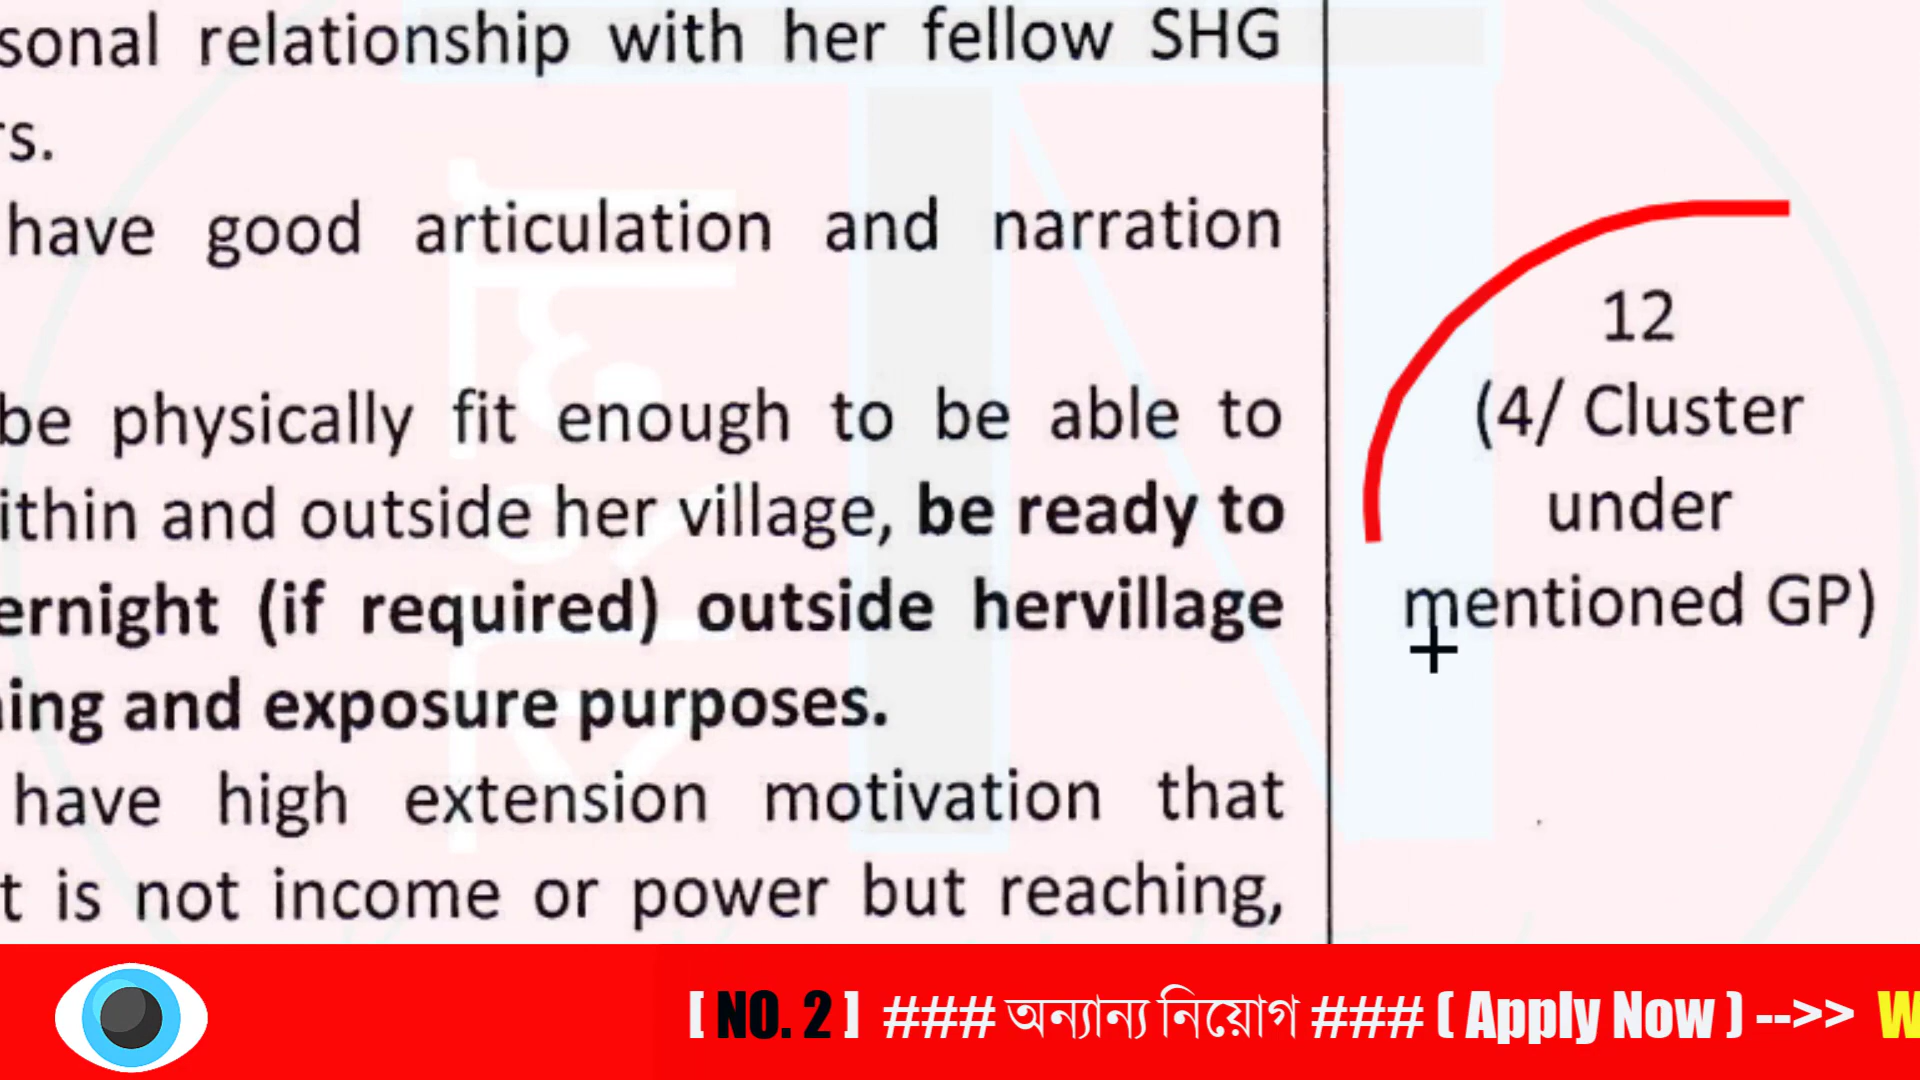 sonal relationship with her fellow SHG
rs.
have good articulation and narration
be physically fit enough to be able to
ithin and outside her village, be ready to
ernight (if required) outside hervillage
ing and exposure purposes.
have high extension motivation that
t is not income or power but reaching,
12
(4/ Cluster
under
mentioned GP)
[ NO. 2 ] ### অন্যান্য নিয়োগ ### ( Apply Now ) -->> W